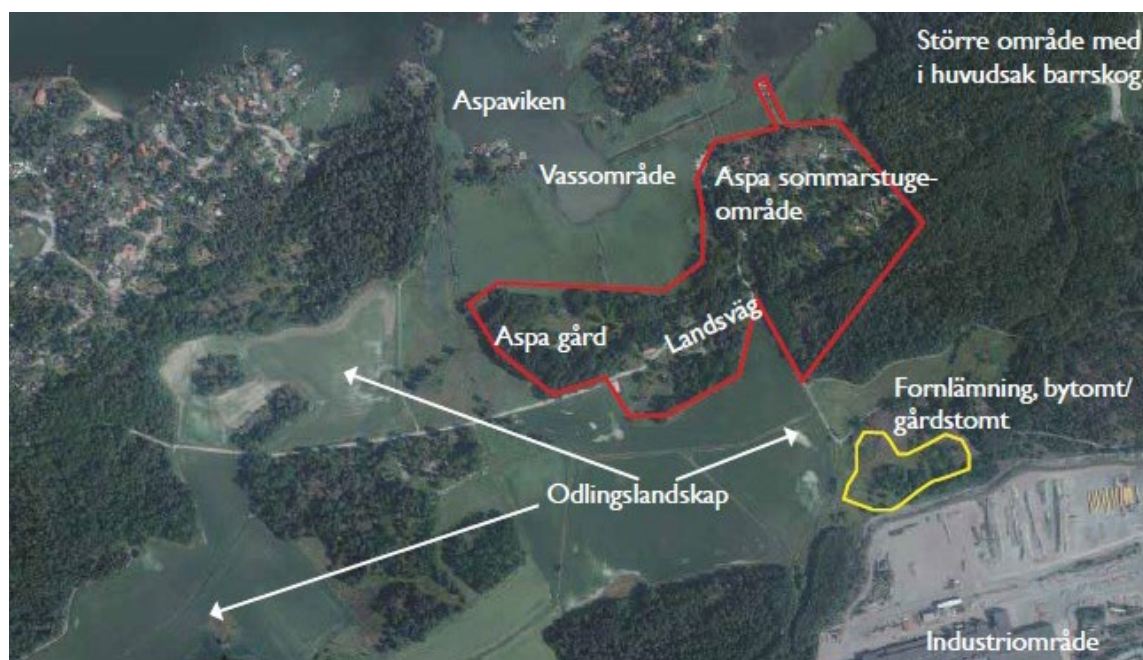 Större område med
i huvudsak barrskog
Aspaviken
Vassområde
Aspa sommarstuge-
område
Aspa gård
Landsväg
Fornlämning, bytomt/
gårdstomt
Odlingslandskap
Industriområde